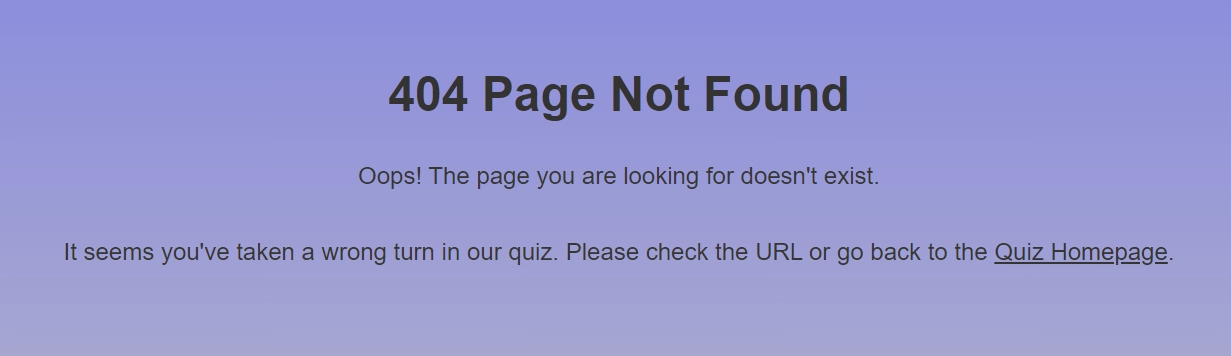 404 Page Not Found
Oops! The page you are looking for doesn't exist.
It seems you've taken a wrong turn in our quiz. Please check the URL or go back to the Quiz Homepage.